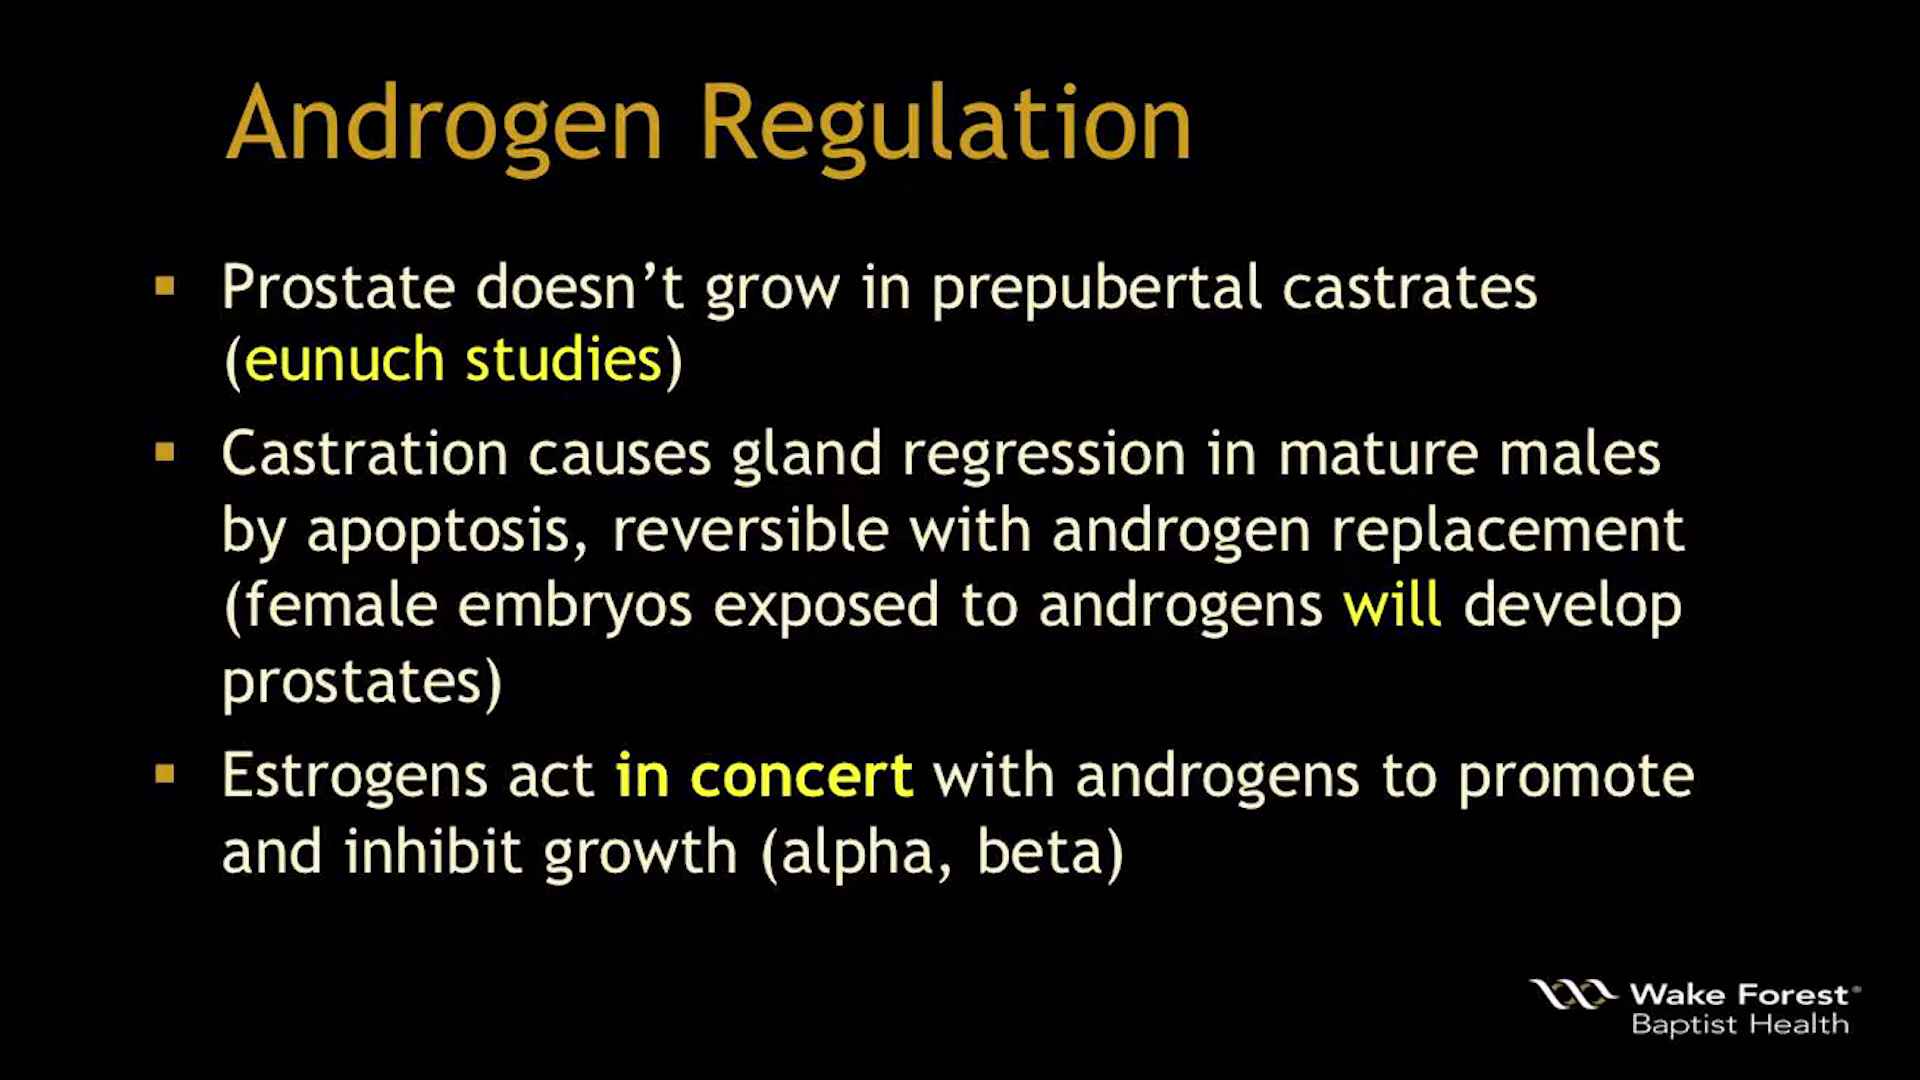 Androgen Regulation
▪ Prostate doesn’t grow in prepubertal castrates
(eunuch studies)
▪ Castration causes gland regression in mature males
by apoptosis, reversible with androgen replacement
(female embryos exposed to androgens will develop
prostates)
▪ Estrogens act in concert with androgens to promote
and inhibit growth (alpha, beta)
Wake Forest®
Baptist Health